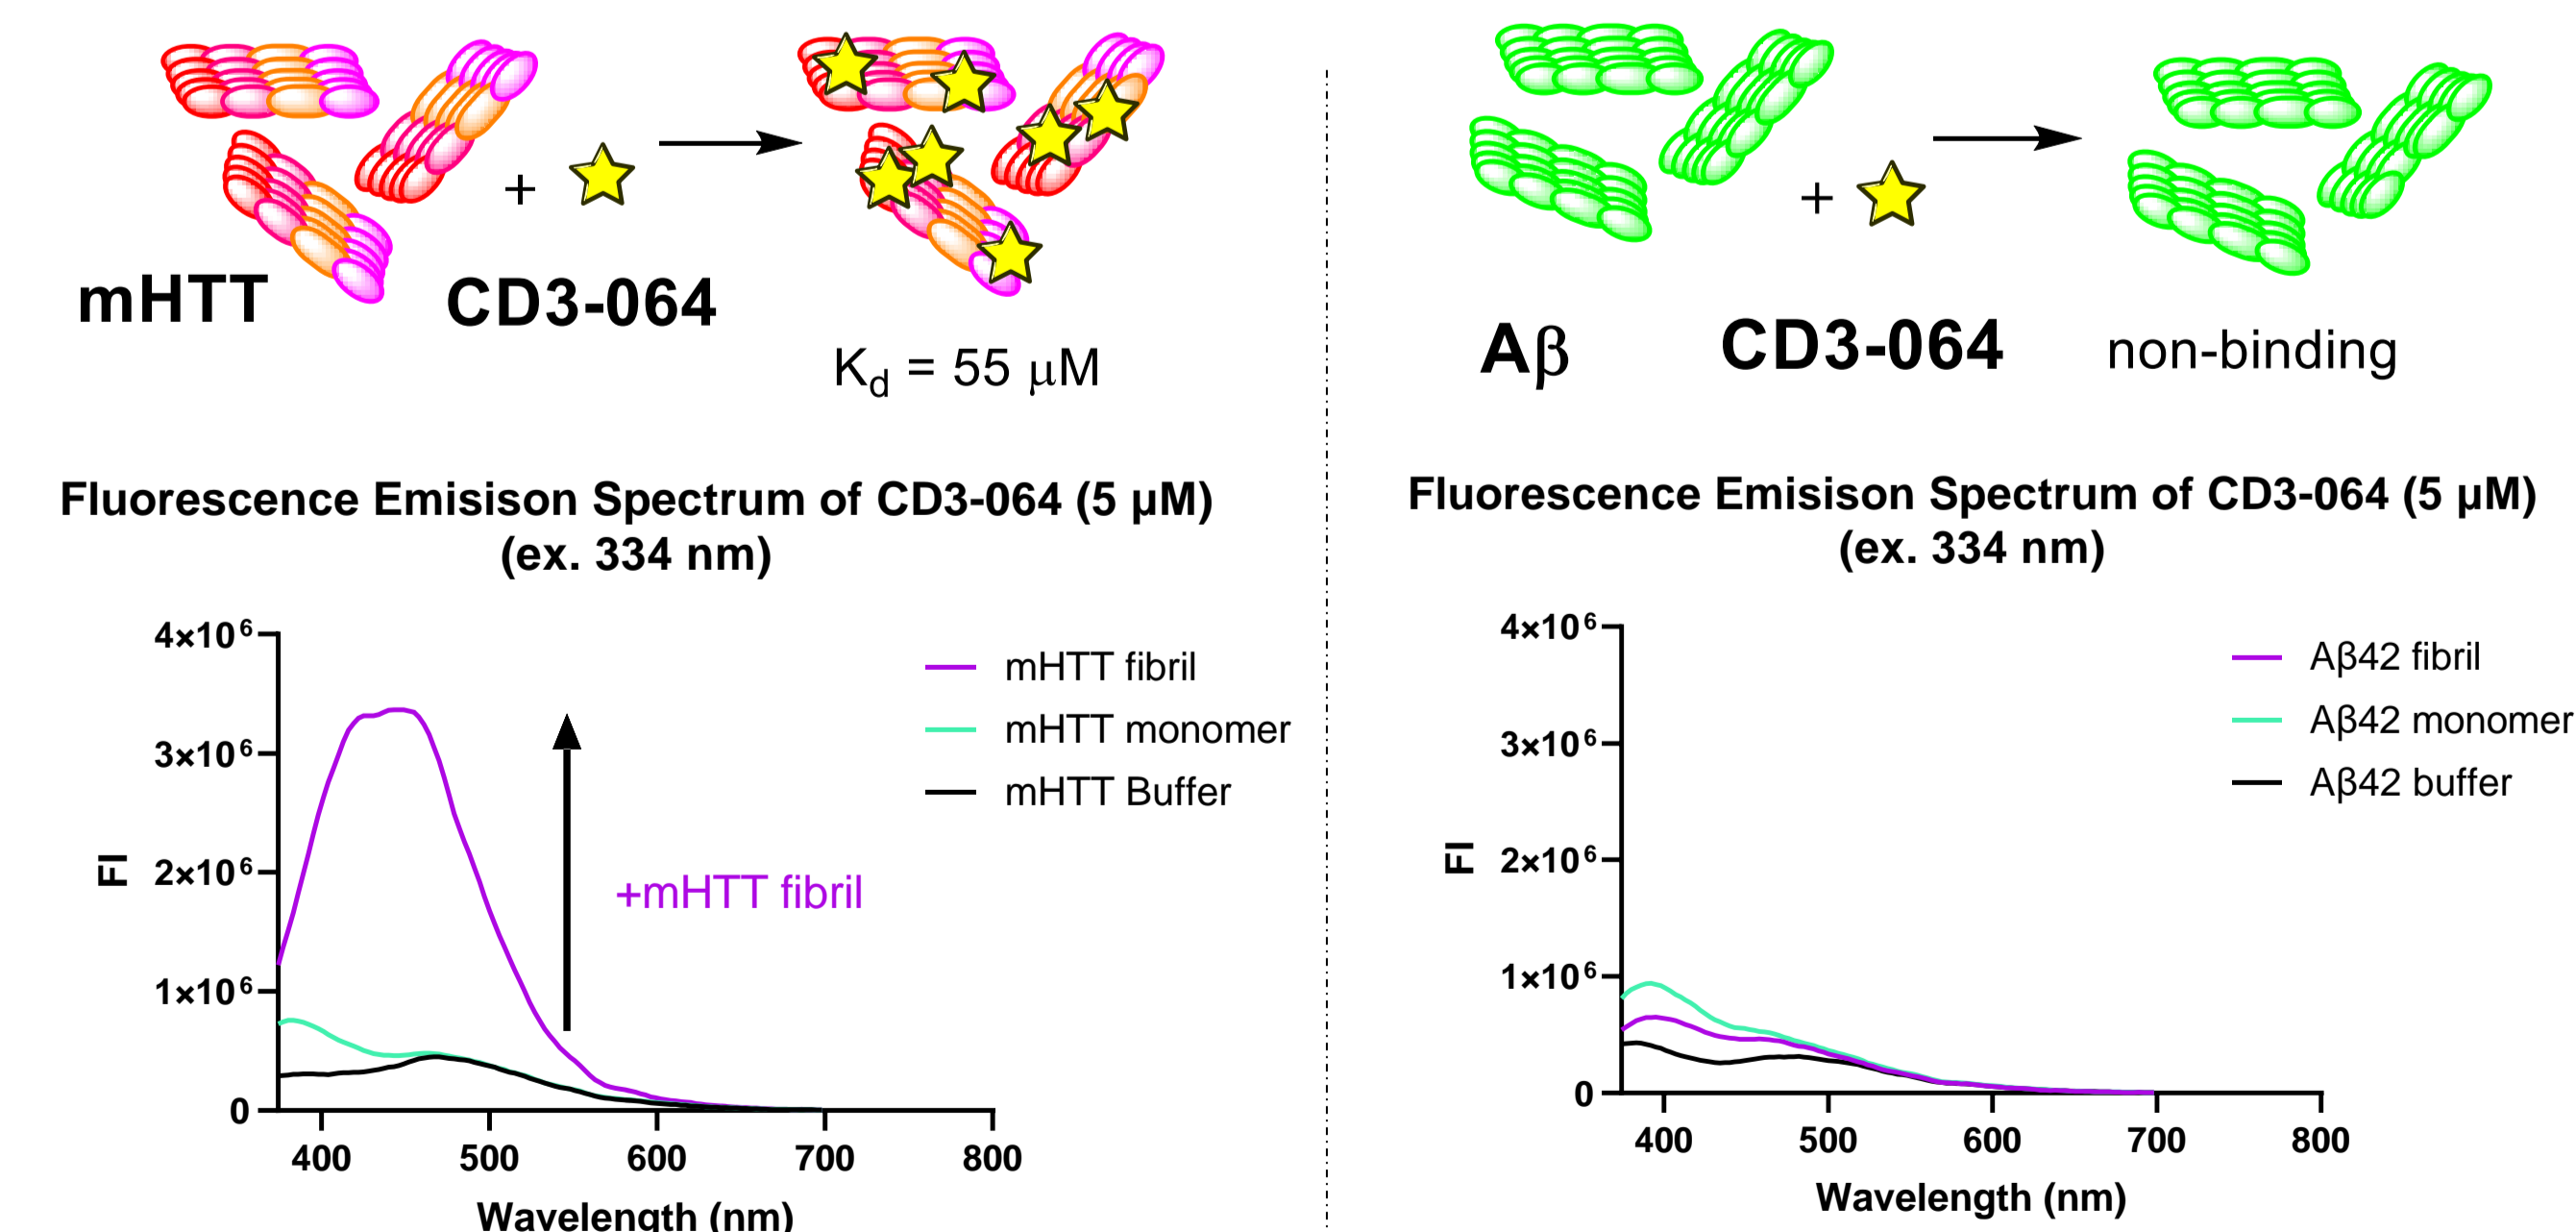 +
mHTT
CD3-064
K_d = 55 μM
Fluorescence Emisison Spectrum of CD3-064 (5 μM)
(ex. 334 nm)
4×10⁶
3×10⁶
2×10⁶
1×10⁶
0
FI
400 500 600 700 800
Wavelength (nm)
mHTT fibril
mHTT monomer
mHTT Buffer
+mHTT fibril
+
Aβ
CD3-064
non-binding
Fluorescence Emisison Spectrum of CD3-064 (5 μM)
(ex. 334 nm)
4×10⁶
3×10⁶
2×10⁶
1×10⁶
0
FI
400 500 600 700 800
Wavelength (nm)
Aβ42 fibril
Aβ42 monomer
Aβ42 buffer